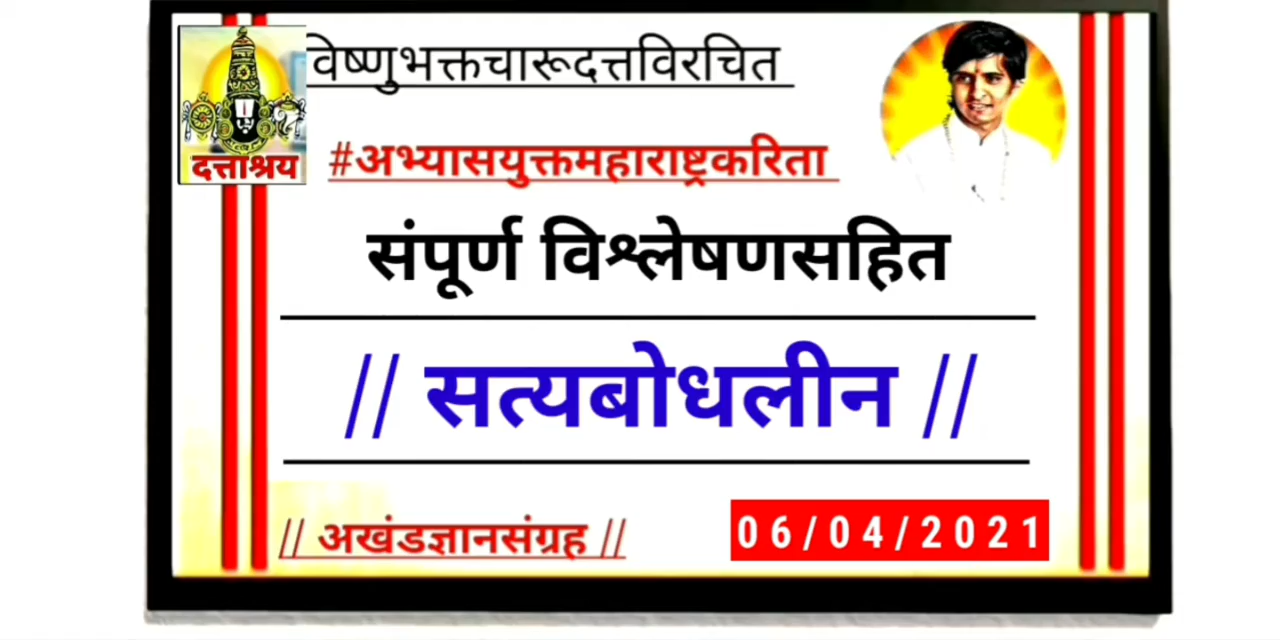 विष्णुभक्तचारूदत्तविरचित
दत्ताश्रय
#अभ्यासयुक्तमहाराष्ट्रकरिता
संपूर्ण विश्लेषणसहित
// सत्यबोधलीन //
// अखंडज्ञानसंग्रह //
06/04/2021